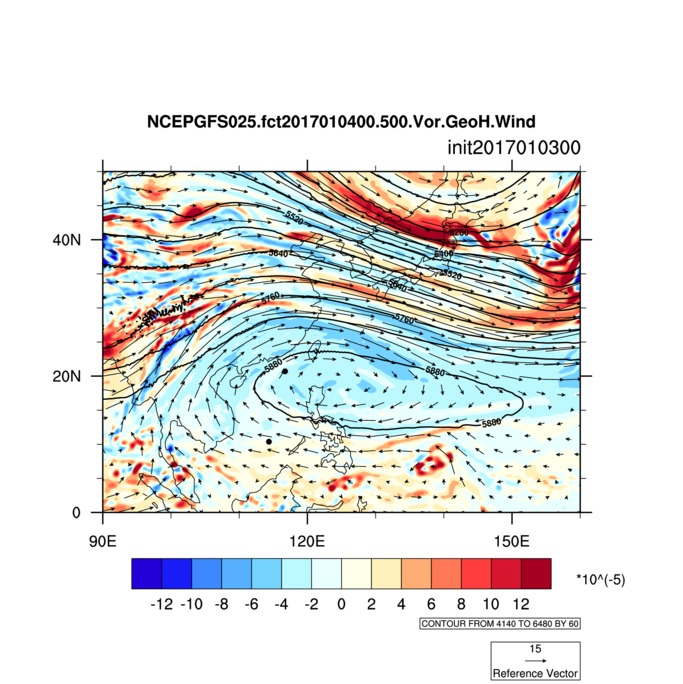 NCEPGFS025.fct2017010400.500.Vor.GeoH.Wind
init2017010300
40N
20N
0
90E 120E 150E
5520
5280
5400
5640
5520
5640
5760
5760
5880
5880
5880
-12 -10 -8 -6 -4 -2 0 2 4 6 8 10 12
*10^(-5)
CONTOUR FROM 4140 TO 6480 BY 60
15
Reference Vector